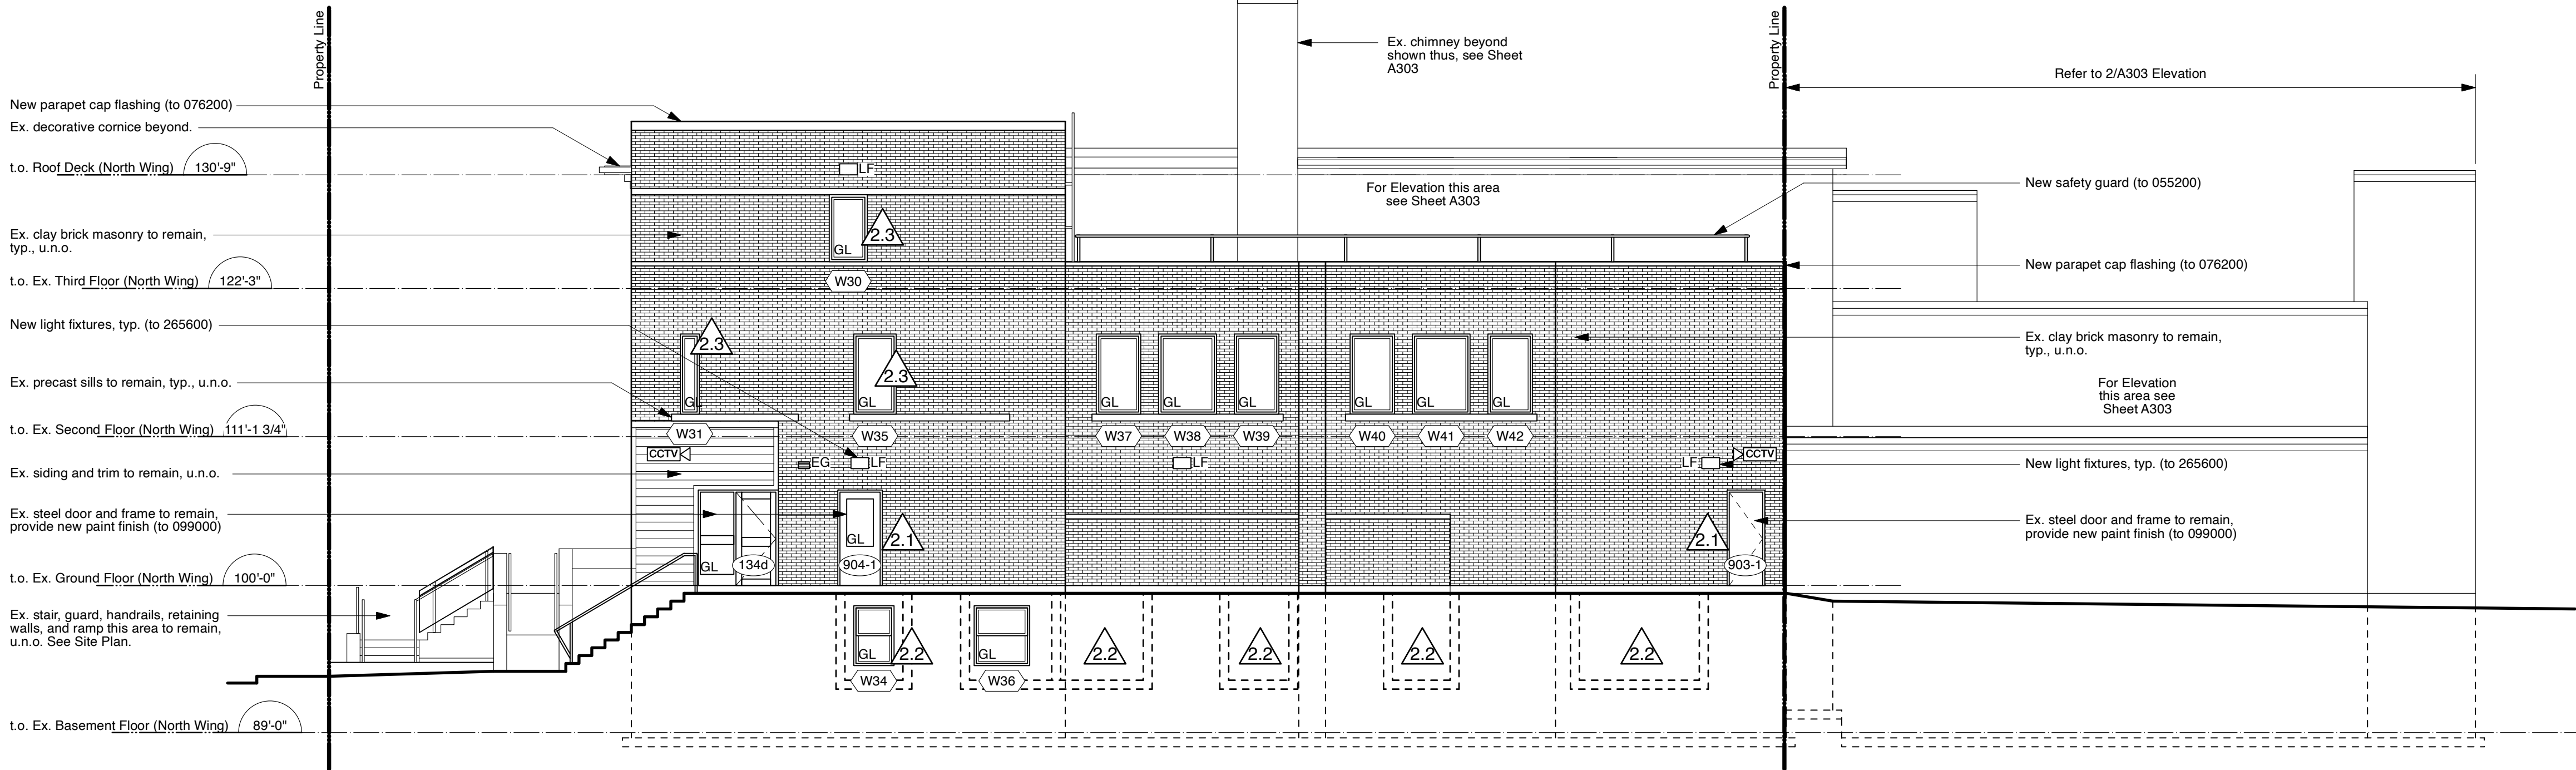 Property Line
Property Line
Ex. chimney beyond
shown thus, see Sheet
A303
Refer to 2/A303 Elevation
New parapet cap flashing (to 076200)
Ex. decorative cornice beyond.
t.o. Roof Deck (North Wing) 130'-9"
LF
For Elevation this area
see Sheet A303
New safety guard (to 055200)
Ex. clay brick masonry to remain,
typ., u.n.o.
GL
2.3
New parapet cap flashing (to 076200)
t.o. Ex. Third Floor (North Wing) 122'-3"
W30
New light fixtures, typ. (to 265600)
2.3
2.3
Ex. clay brick masonry to remain,
typ., u.n.o.
Ex. precast sills to remain, typ., u.n.o.
GL GL GL GL GL GL GL GL
For Elevation
this area see
Sheet A303
t.o. Ex. Second Floor (North Wing) 111'-1 3/4"
W31 W35 W37 W38 W39 W40 W41 W42
CCTV EG LF LF LF CCTV
New light fixtures, typ. (to 265600)
Ex. siding and trim to remain, u.n.o.
Ex. steel door and frame to remain,
provide new paint finish (to 099000)
GL
2.1
2.1
Ex. steel door and frame to remain,
provide new paint finish (to 099000)
GL 134d 904-1 903-1
t.o. Ex. Ground Floor (North Wing) 100'-0"
Ex. stair, guard, handrails, retaining
walls, and ramp this area to remain,
u.n.o. See Site Plan.
GL 2.2 GL 2.2 2.2 2.2 2.2
W34 W36
t.o. Ex. Basement Floor (North Wing) 89'-0"